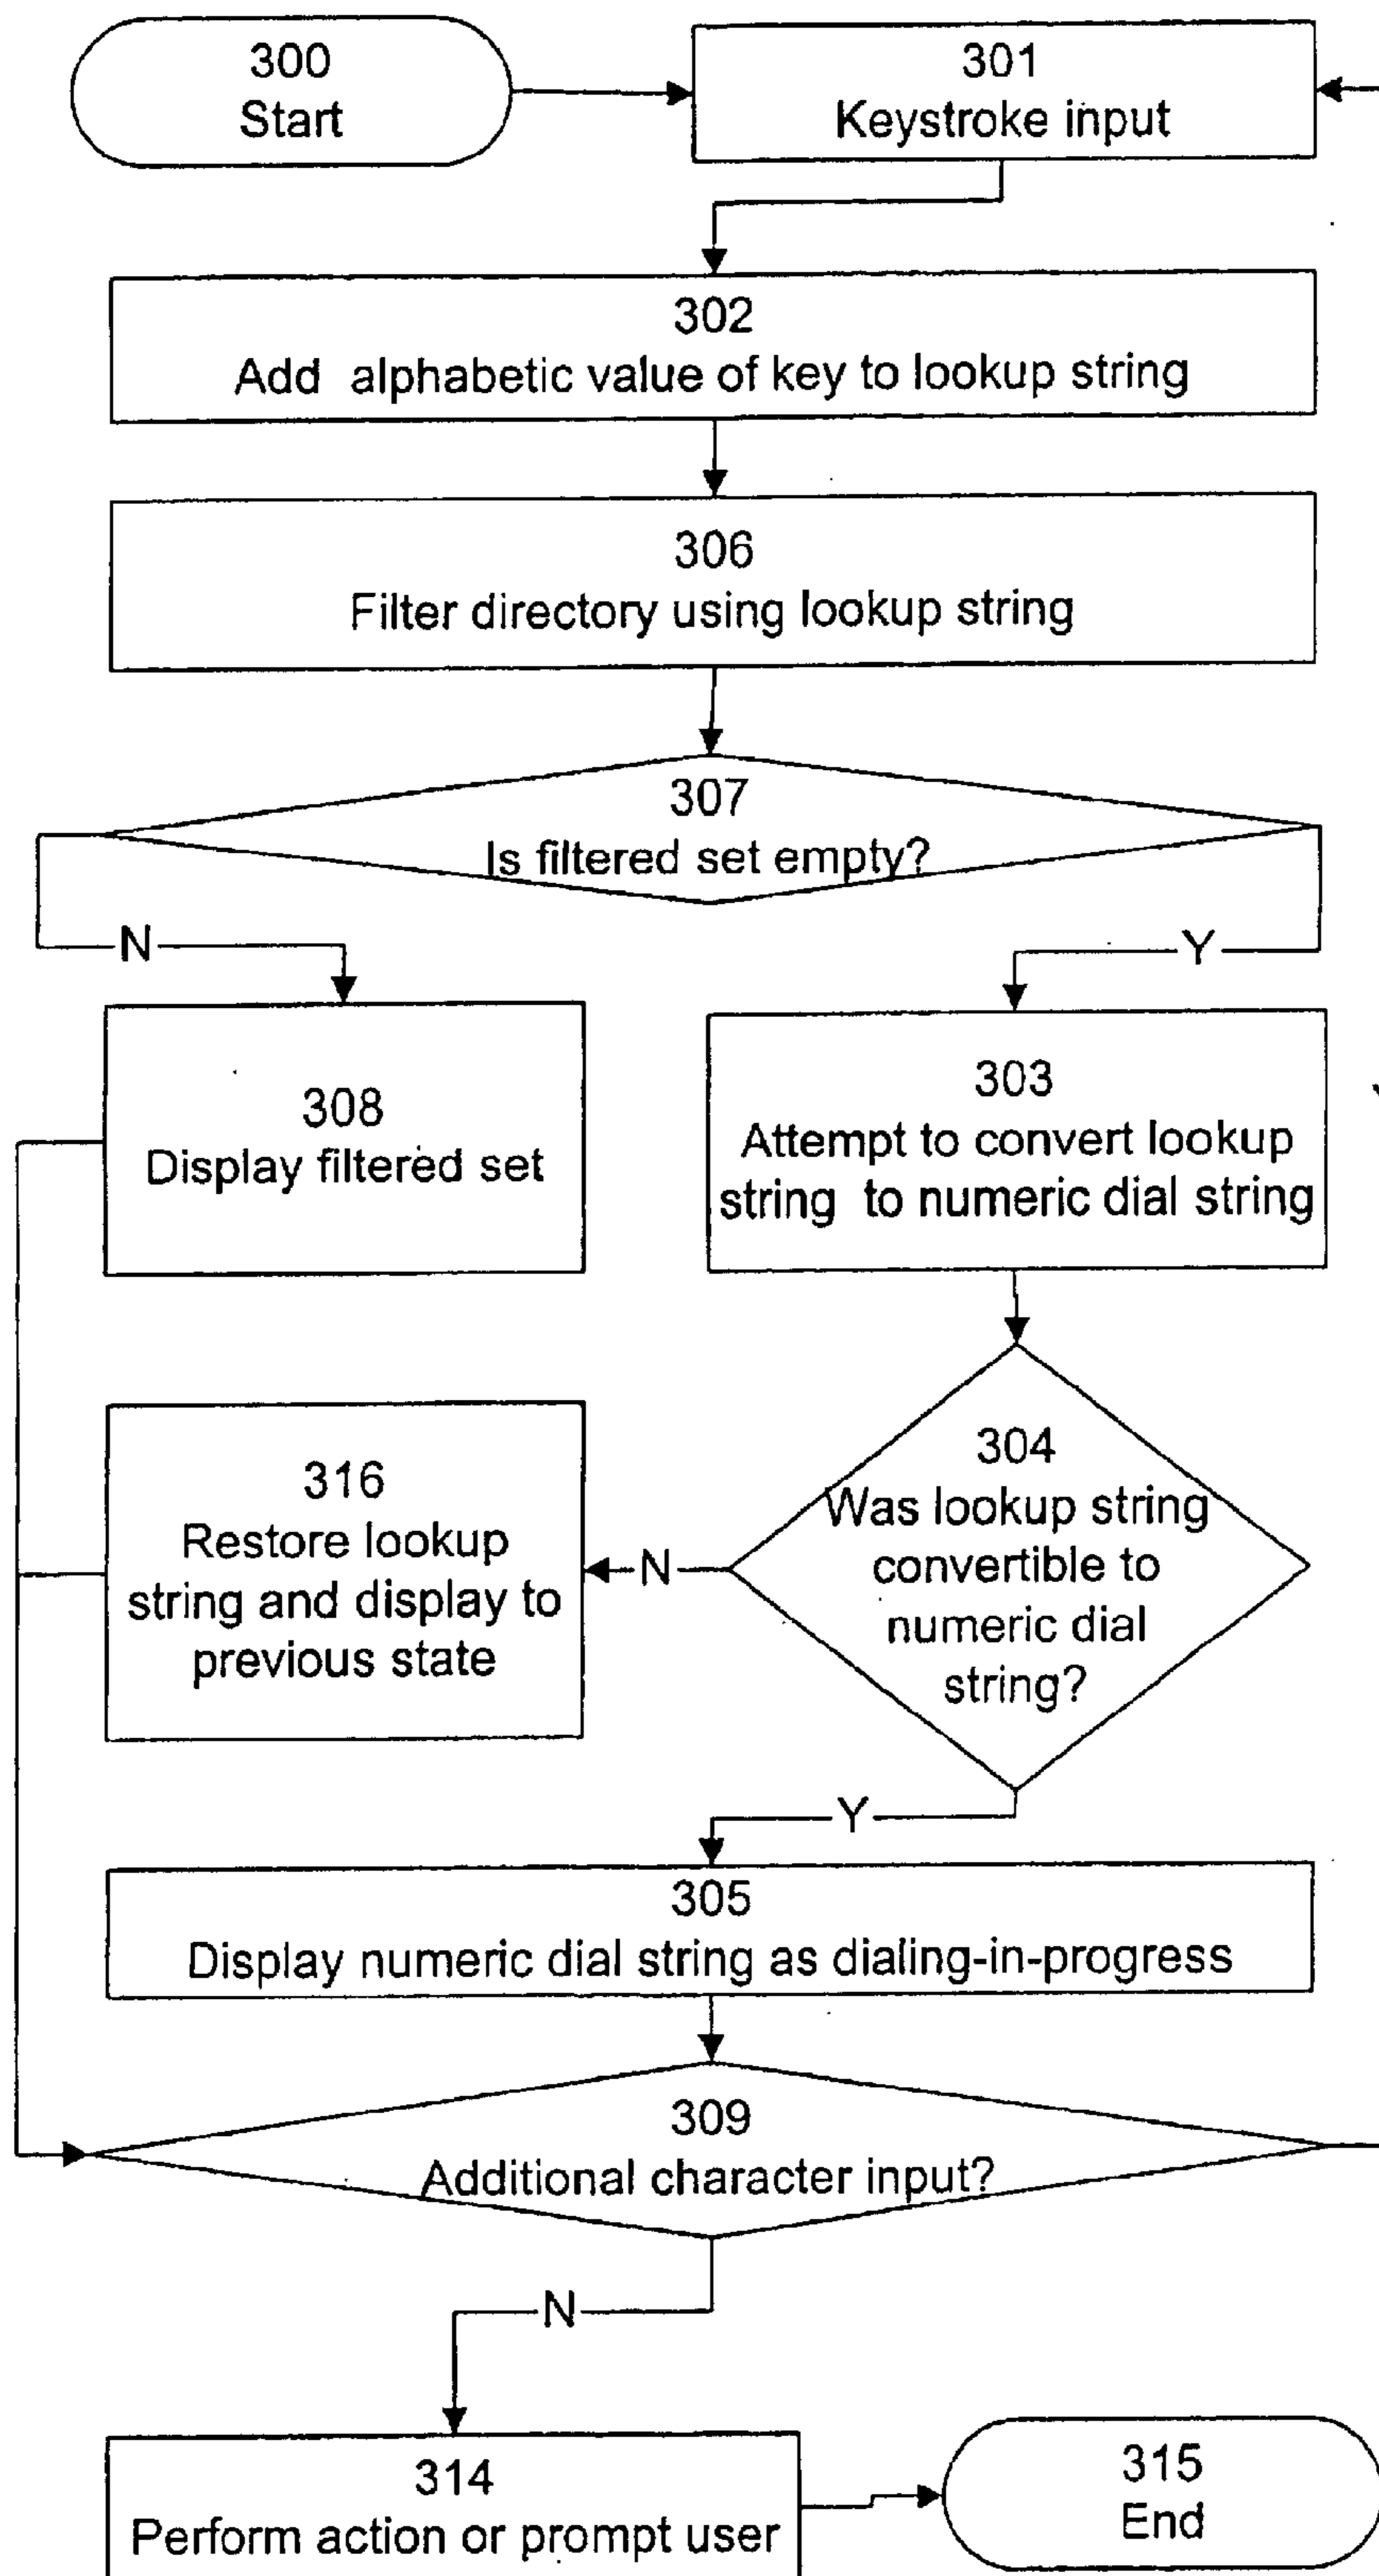 300
Start
301
Keystroke input
302
Add alphabetic value of key to lookup string
306
Filter directory using lookup string
307
Is filtered set empty?
N
Y
308
Display filtered set
303
Attempt to convert lookup
string to numeric dial string
304
Was lookup string
convertible to
numeric dial
string?
N
316
Restore lookup
string and display to
previous state
Y
305
Display numeric dial string as dialing-in-progress
309
Additional character input?
N
314
Perform action or prompt user
315
End